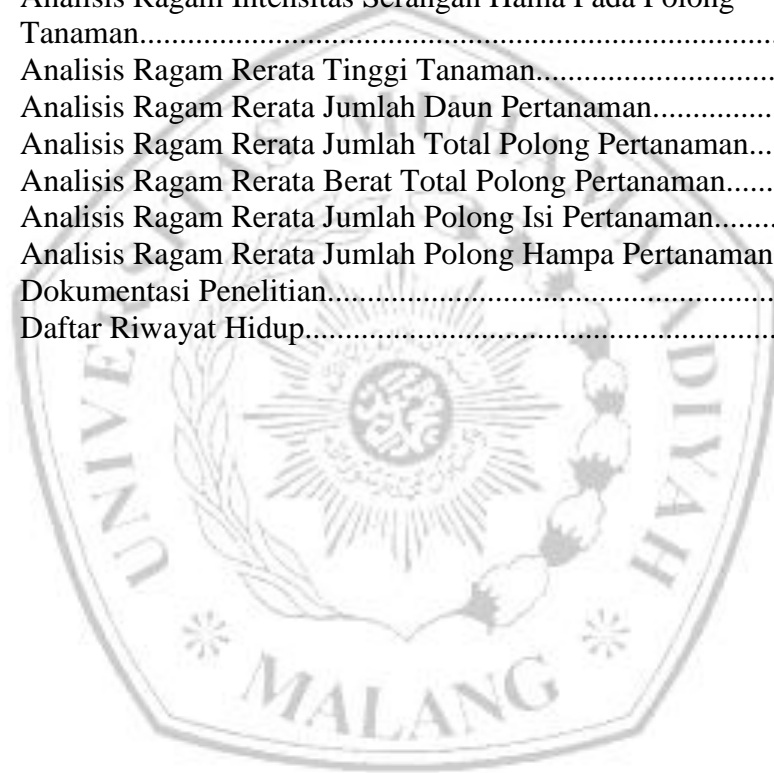 Analisis Ragam Intensitas Serangan Hama Pada Polong
Tanaman.......................................................................................
Analisis Ragam Rerata Tinggi Tanaman.................................
Analisis Ragam Rerata Jumlah Daun Pertanaman..................
Analisis Ragam Rerata Jumlah Total Polong Pertanaman....
Analisis Ragam Rerata Berat Total Polong Pertanaman.......
Analisis Ragam Rerata Jumlah Polong Isi Pertanaman.........
Analisis Ragam Rerata Jumlah Polong Hampa Pertanaman
Dokumentasi Penelitian............................................................
Daftar Riwayat Hidup...............................................................
UNIVERSITAS MUHAMMADIYAH
MALANG